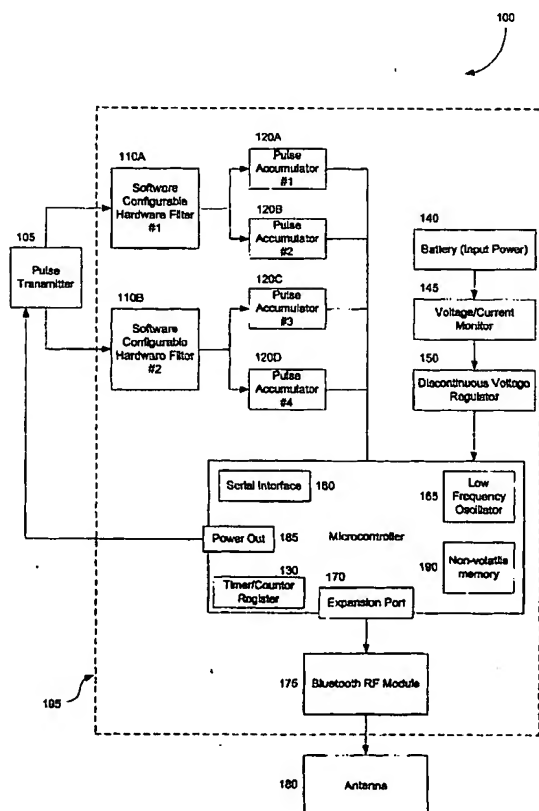 100
120A
110A
Pulse
Accumulator
#1
Software
Configurable
Hardware Filter
#1
120B
140
105
Pulse
Accumulator
#2
Battery (Input Power)
Pulse
Transmitter
120C
145
110B
Pulse
Accumulator
#3
Voltage/Current
Monitor
Software
Configurable
Hardware Filter
#2
120D
150
Pulse
Accumulator
#4
Discontinuous Voltage
Regulator
Serial Interface
160
165
Low
Frequency
Oscillator
Power Out
185
Microcontroller
130
170
190
Non-volatile
memory
Timer/Counter
Register
Expansion Port
175
Bluetooth RF Module
195
180
Antenna